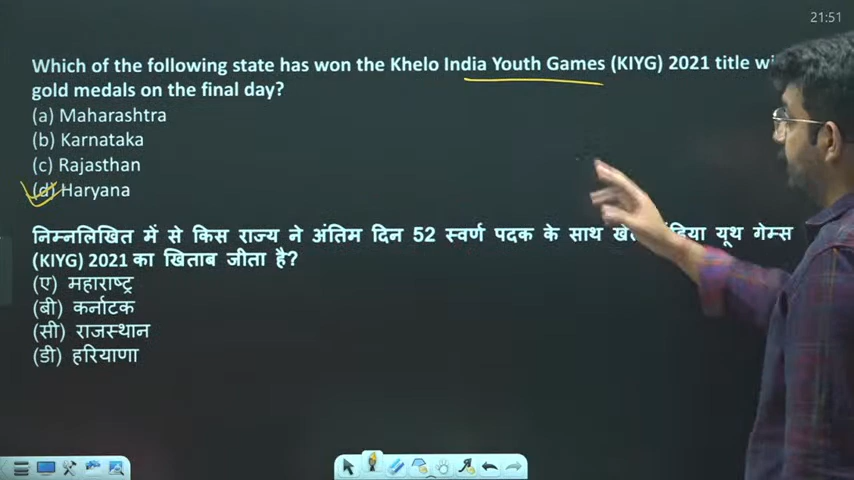 21:51
Which of the following state has won the Khelo India Youth Games (KIYG) 2021 title
gold medals on the final day?
(a) Maharashtra
(b) Karnataka
(c) Rajasthan
(d) Haryana
निम्नलिखित में से किस राज्य ने अंतिम दिन 52 स्वर्ण पदक के साथ यूथ गेम्स
(KIYG) 2021 का खिताब जीता है?
(ए) महाराष्ट्र
(बी) कर्नाटक
(सी) राजस्थान
(डी) हरियाणा